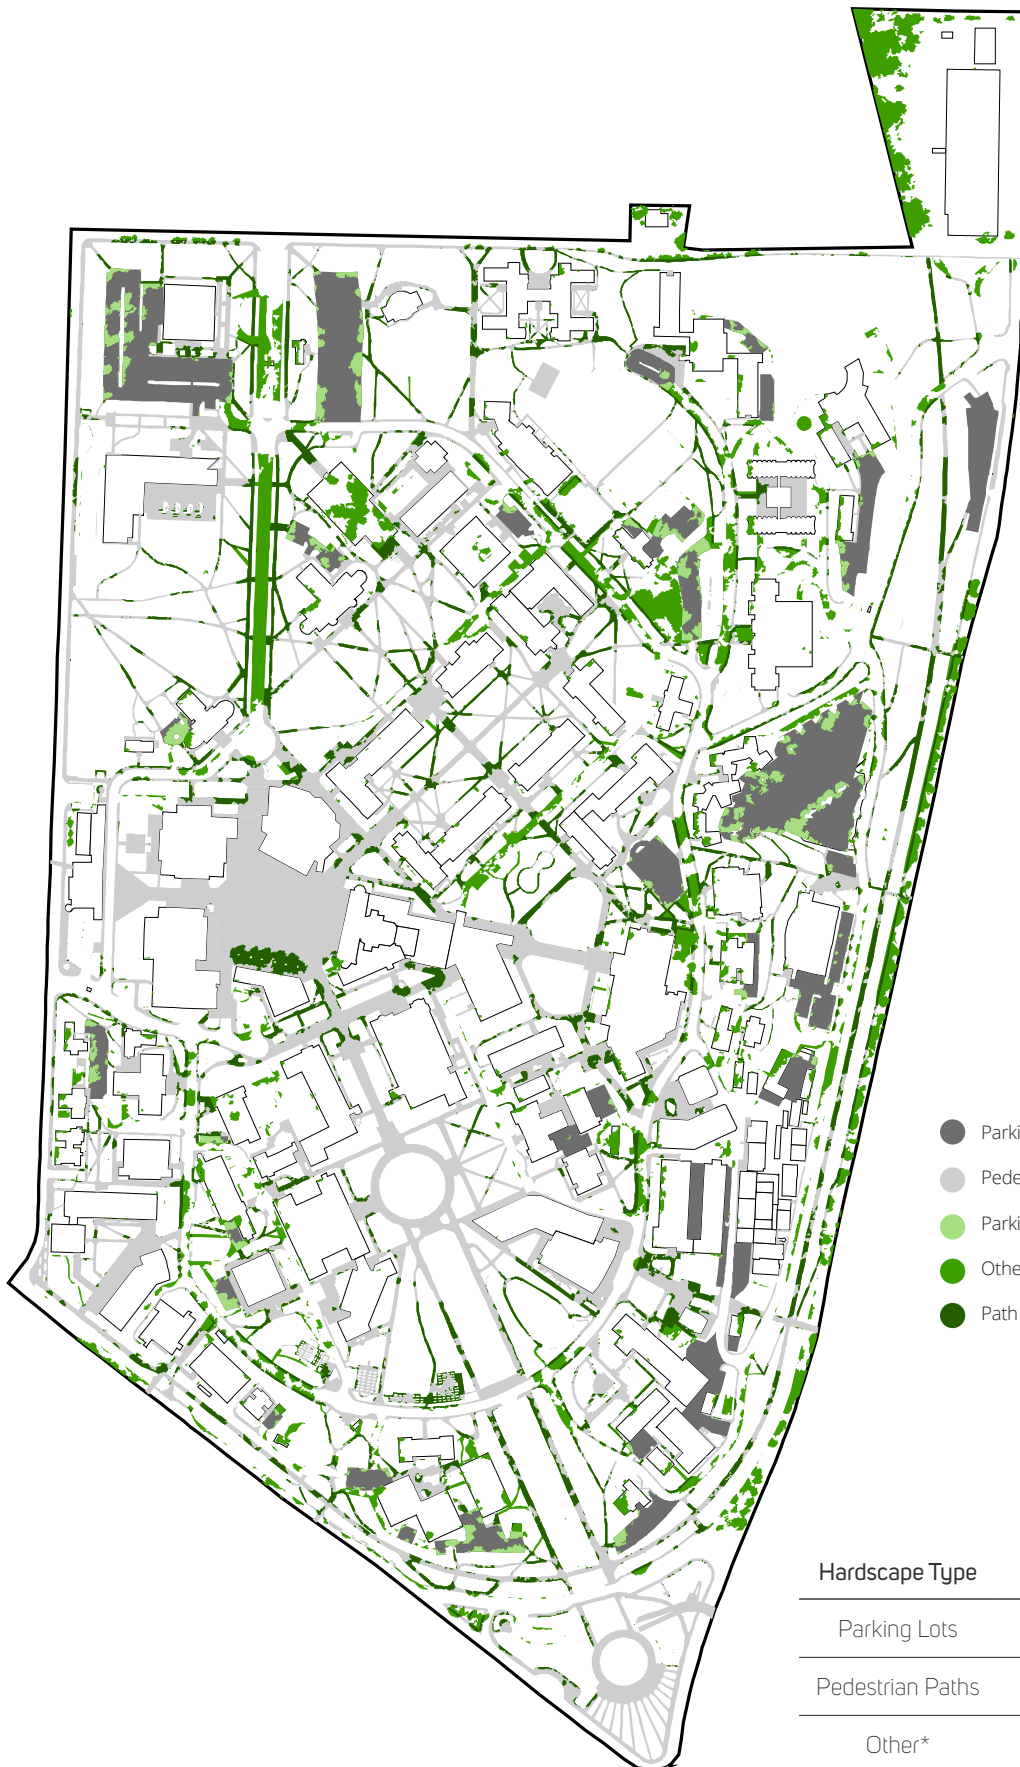 Parki
Pede
Parki
Othe
Path
Hardscape Type
Parking Lots
Pedestrian Paths
Other*